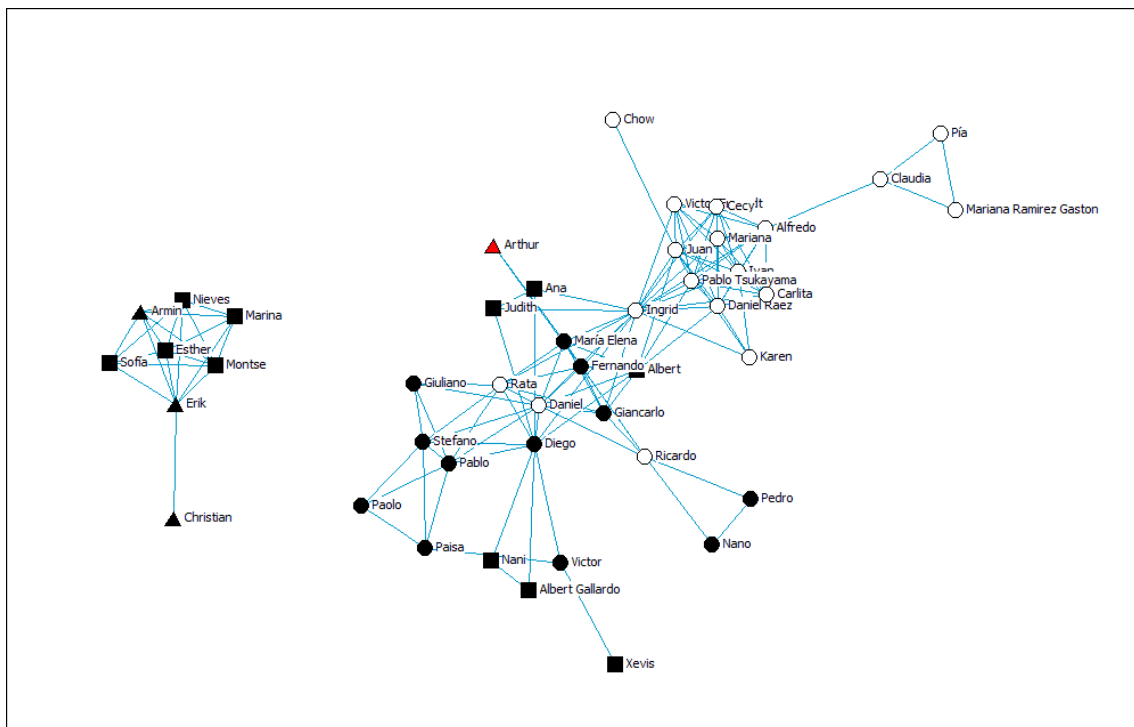 Chow
Pía
Claudia
Cecy
Mariana Ramirez Gaston
Alfredo
Mariana
Arthur
Juan
Pablo Tsukayama
Ana
Carlita
Nieves
Daniel Raez
Judith
Ingrid
Armin
Marina
María Elena
Esther
Karen
Sofía
Montse
Fernando
Albert
Giuliano
Rata
Erik
Daniel
Giancarlo
Stefano
Diego
Ricardo
Pablo
Pedro
Paolo
Christian
Nano
Paisa
Nani
Victor
Albert Gallardo
Xevis